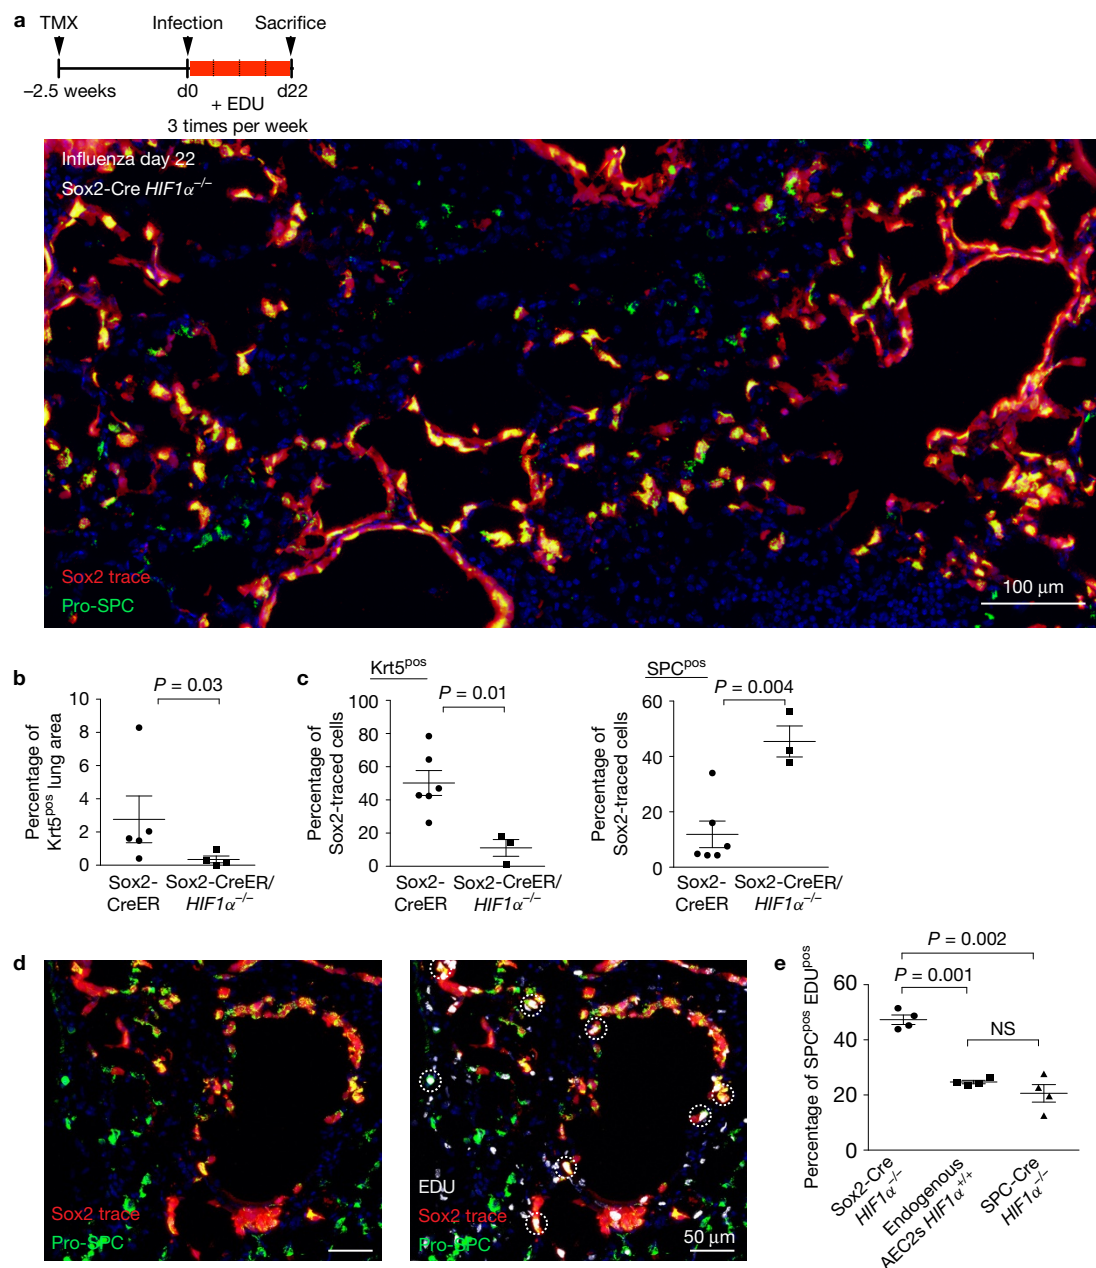 a
TMX Infection Sacrifice
−2.5 weeks d0 d22
+ EDU
3 times per week
Influenza day 22
Sox2-Cre HIF1α−/−
Sox2 trace
Pro-SPC
100 μm
b
P = 0.03
Percentage of
Krt5pos lung area
10
8
6
4
2
0
Sox2-
CreER
Sox2-CreER/
HIF1α−/−
c
Krt5pos
P = 0.01
Percentage of
Sox2-traced cells
100
80
60
40
20
0
Sox2-
CreER
Sox2-CreER/
HIF1α−/−
SPCpos
P = 0.004
Percentage of
Sox2-traced cells
60
40
20
0
Sox2-
CreER
Sox2-CreER/
HIF1α−/−
d
Sox2 trace
Pro-SPC
EDU
Sox2 trace
Pro-SPC
50 μm
e
P = 0.002
P = 0.001
NS
Percentage of SPCpos EDUpos
60
40
20
0
Sox2-Cre
HIF1α−/−
Endogenous
AEC2s HIF1α+/+
SPC-Cre
HIF1α−/−